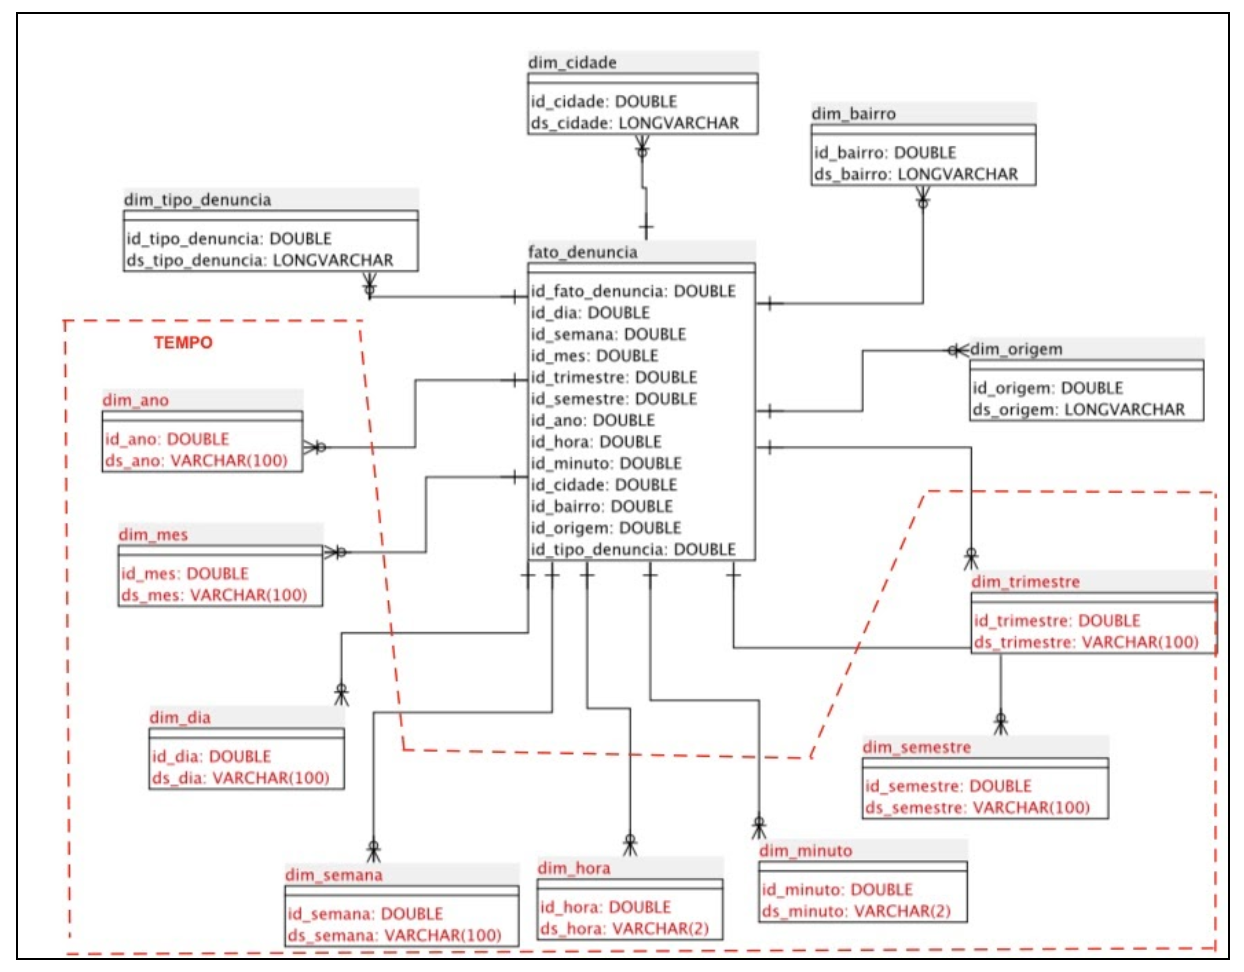 dim_cidade
id_cidade: DOUBLE
ds_cidade: LONGVARCHAR
dim_bairro
id_bairro: DOUBLE
ds_bairro: LONGVARCHAR
dim_tipo_denuncia
id_tipo_denuncia: DOUBLE
ds_tipo_denuncia: LONGVARCHAR
fato_denuncia
id_fato_denuncia: DOUBLE
id_dia: DOUBLE
id_semana: DOUBLE
id_mes: DOUBLE
id_trimestre: DOUBLE
id_semestre: DOUBLE
id_ano: DOUBLE
id_hora: DOUBLE
id_minuto: DOUBLE
id_cidade: DOUBLE
id_bairro: DOUBLE
id_origem: DOUBLE
id_tipo_denuncia: DOUBLE
dim_origem
id_origem: DOUBLE
ds_origem: LONGVARCHAR
TEMPO
dim_ano
id_ano: DOUBLE
ds_ano: VARCHAR(100)
dim_mes
id_mes: DOUBLE
ds_mes: VARCHAR(100)
dim_trimestre
id_trimestre: DOUBLE
ds_trimestre: VARCHAR(100)
dim_dia
id_dia: DOUBLE
ds_dia: VARCHAR(100)
dim_semestre
id_semestre: DOUBLE
ds_semestre: VARCHAR(100)
dim_semana
id_semana: DOUBLE
ds_semana: VARCHAR(100)
dim_hora
id_hora: DOUBLE
ds_hora: VARCHAR(2)
dim_minuto
id_minuto: DOUBLE
ds_minuto: VARCHAR(2)